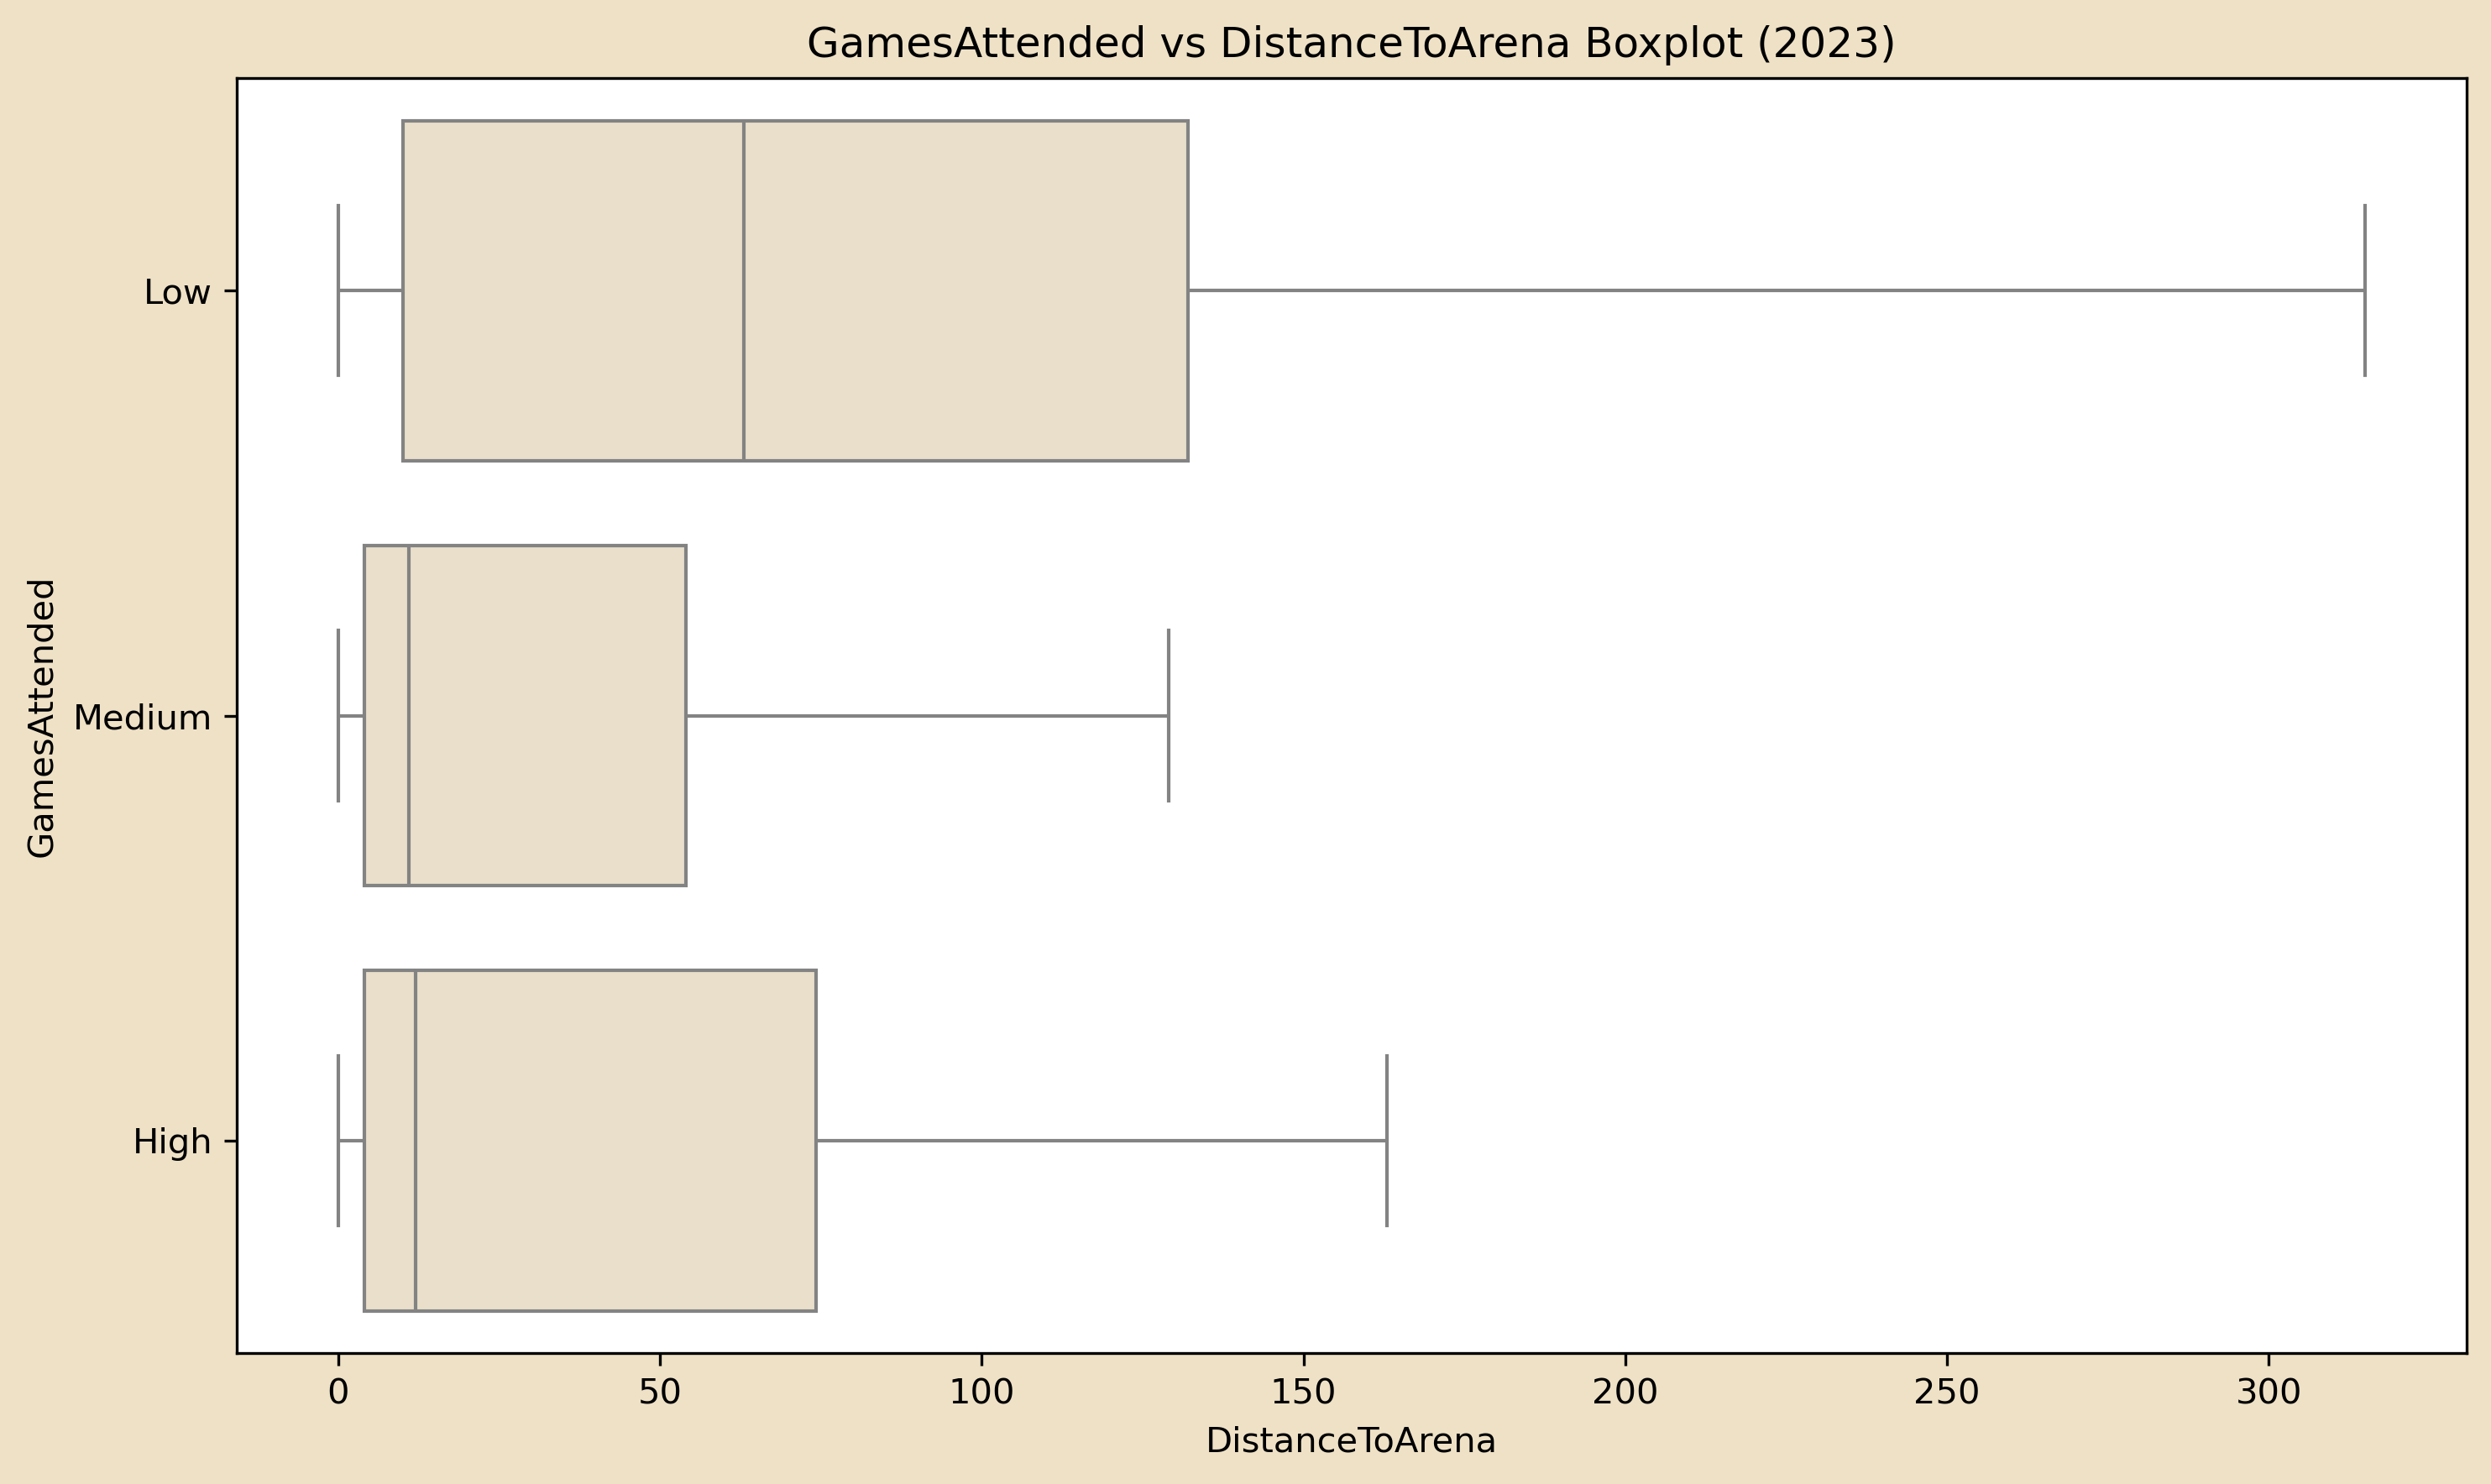 GamesAttended vs DistanceToArena Boxplot (2023)
GamesAttended
Low
Medium
High
0 50 100 150 200 250 300
DistanceToArena